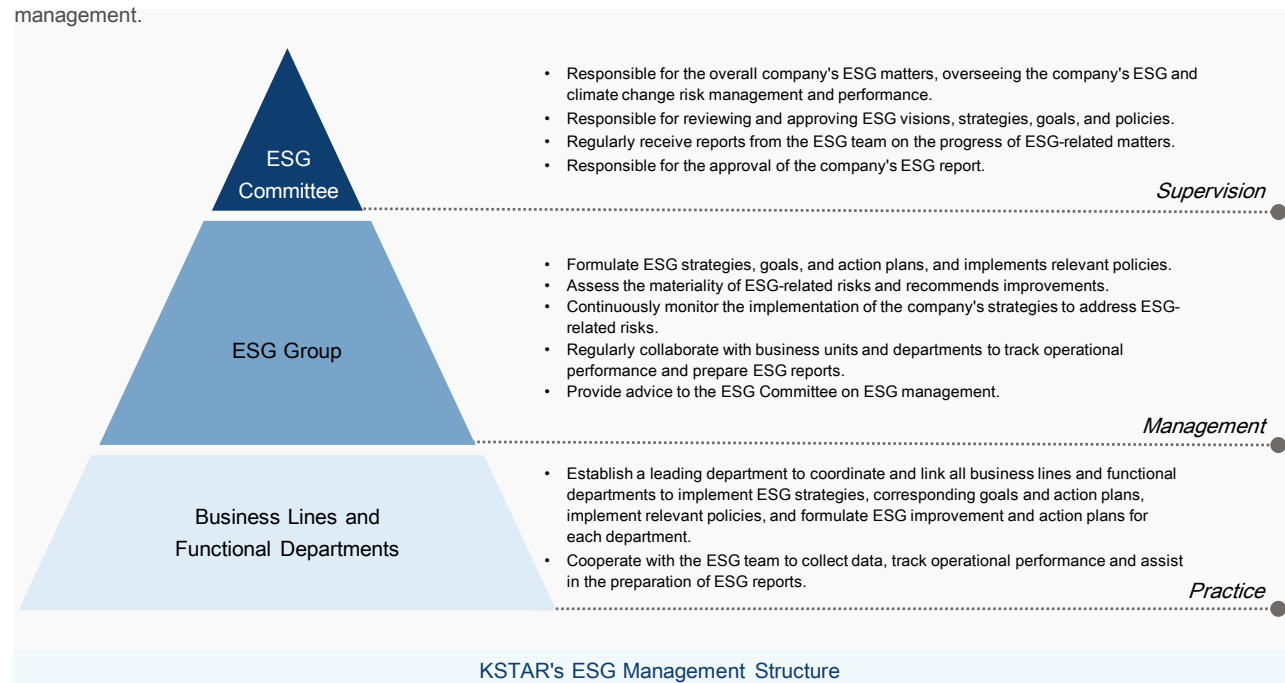 management.
ESG
Committee
• Responsible for the overall company's ESG matters, overseeing the company's ESG and
climate change risk management and performance.
• Responsible for reviewing and approving ESG visions, strategies, goals, and policies.
• Regularly receive reports from the ESG team on the progress of ESG-related matters.
• Responsible for the approval of the company's ESG report.
Supervision
ESG Group
• Formulate ESG strategies, goals, and action plans, and implements relevant policies.
• Assess the materiality of ESG-related risks and recommends improvements.
• Continuously monitor the implementation of the company's strategies to address ESG-
related risks.
• Regularly collaborate with business units and departments to track operational
performance and prepare ESG reports.
• Provide advice to the ESG Committee on ESG management.
Management
Business Lines and
Functional Departments
• Establish a leading department to coordinate and link all business lines and functional
departments to implement ESG strategies, corresponding goals and action plans,
implement relevant policies, and formulate ESG improvement and action plans for
each department.
• Cooperate with the ESG team to collect data, track operational performance and assist
in the preparation of ESG reports.
Practice
KSTAR's ESG Management Structure